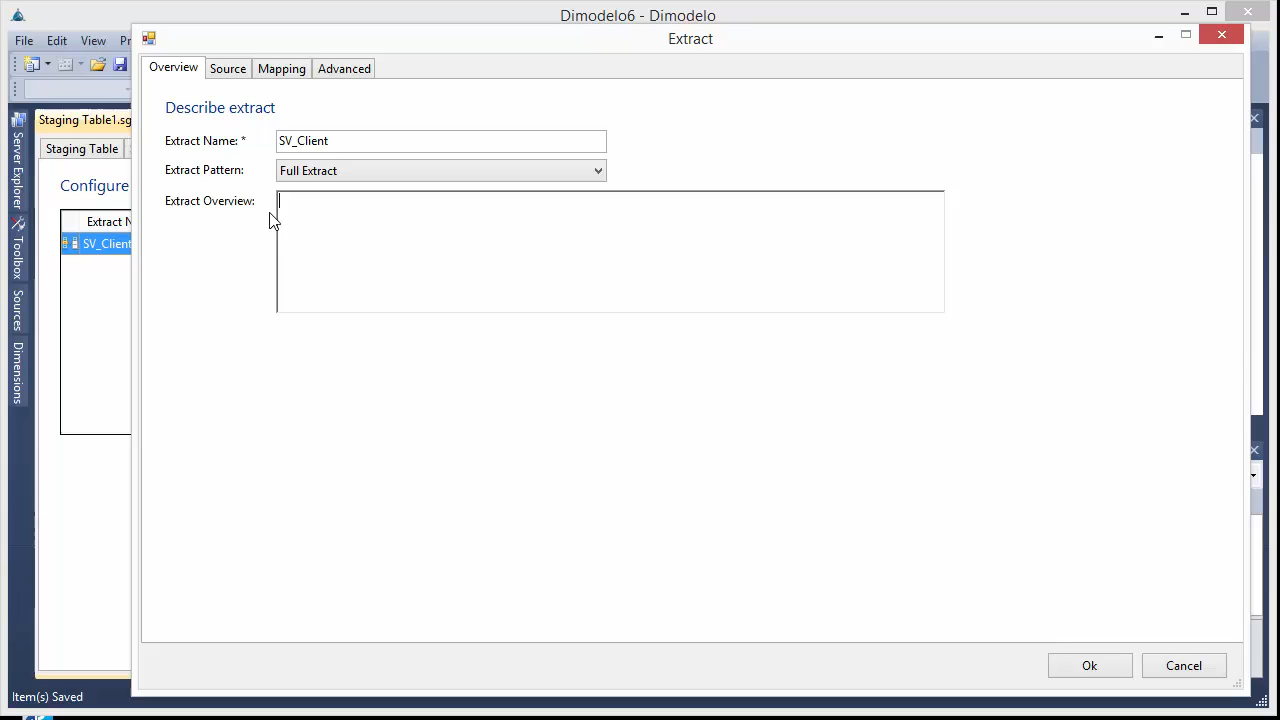 Dimodelo6 - Dimodelo
File Edit View Pr
Extract
Overview Source Mapping Advanced
Describe extract
Extract Name: * SV_Client
Extract Pattern: Full Extract
Extract Overview:
Staging Table1.sg
Staging Table
Configure
Extract N
SV_Client
Server Explorer
Toolbox
Sources
Dimensions
Ok Cancel
Item(s) Saved